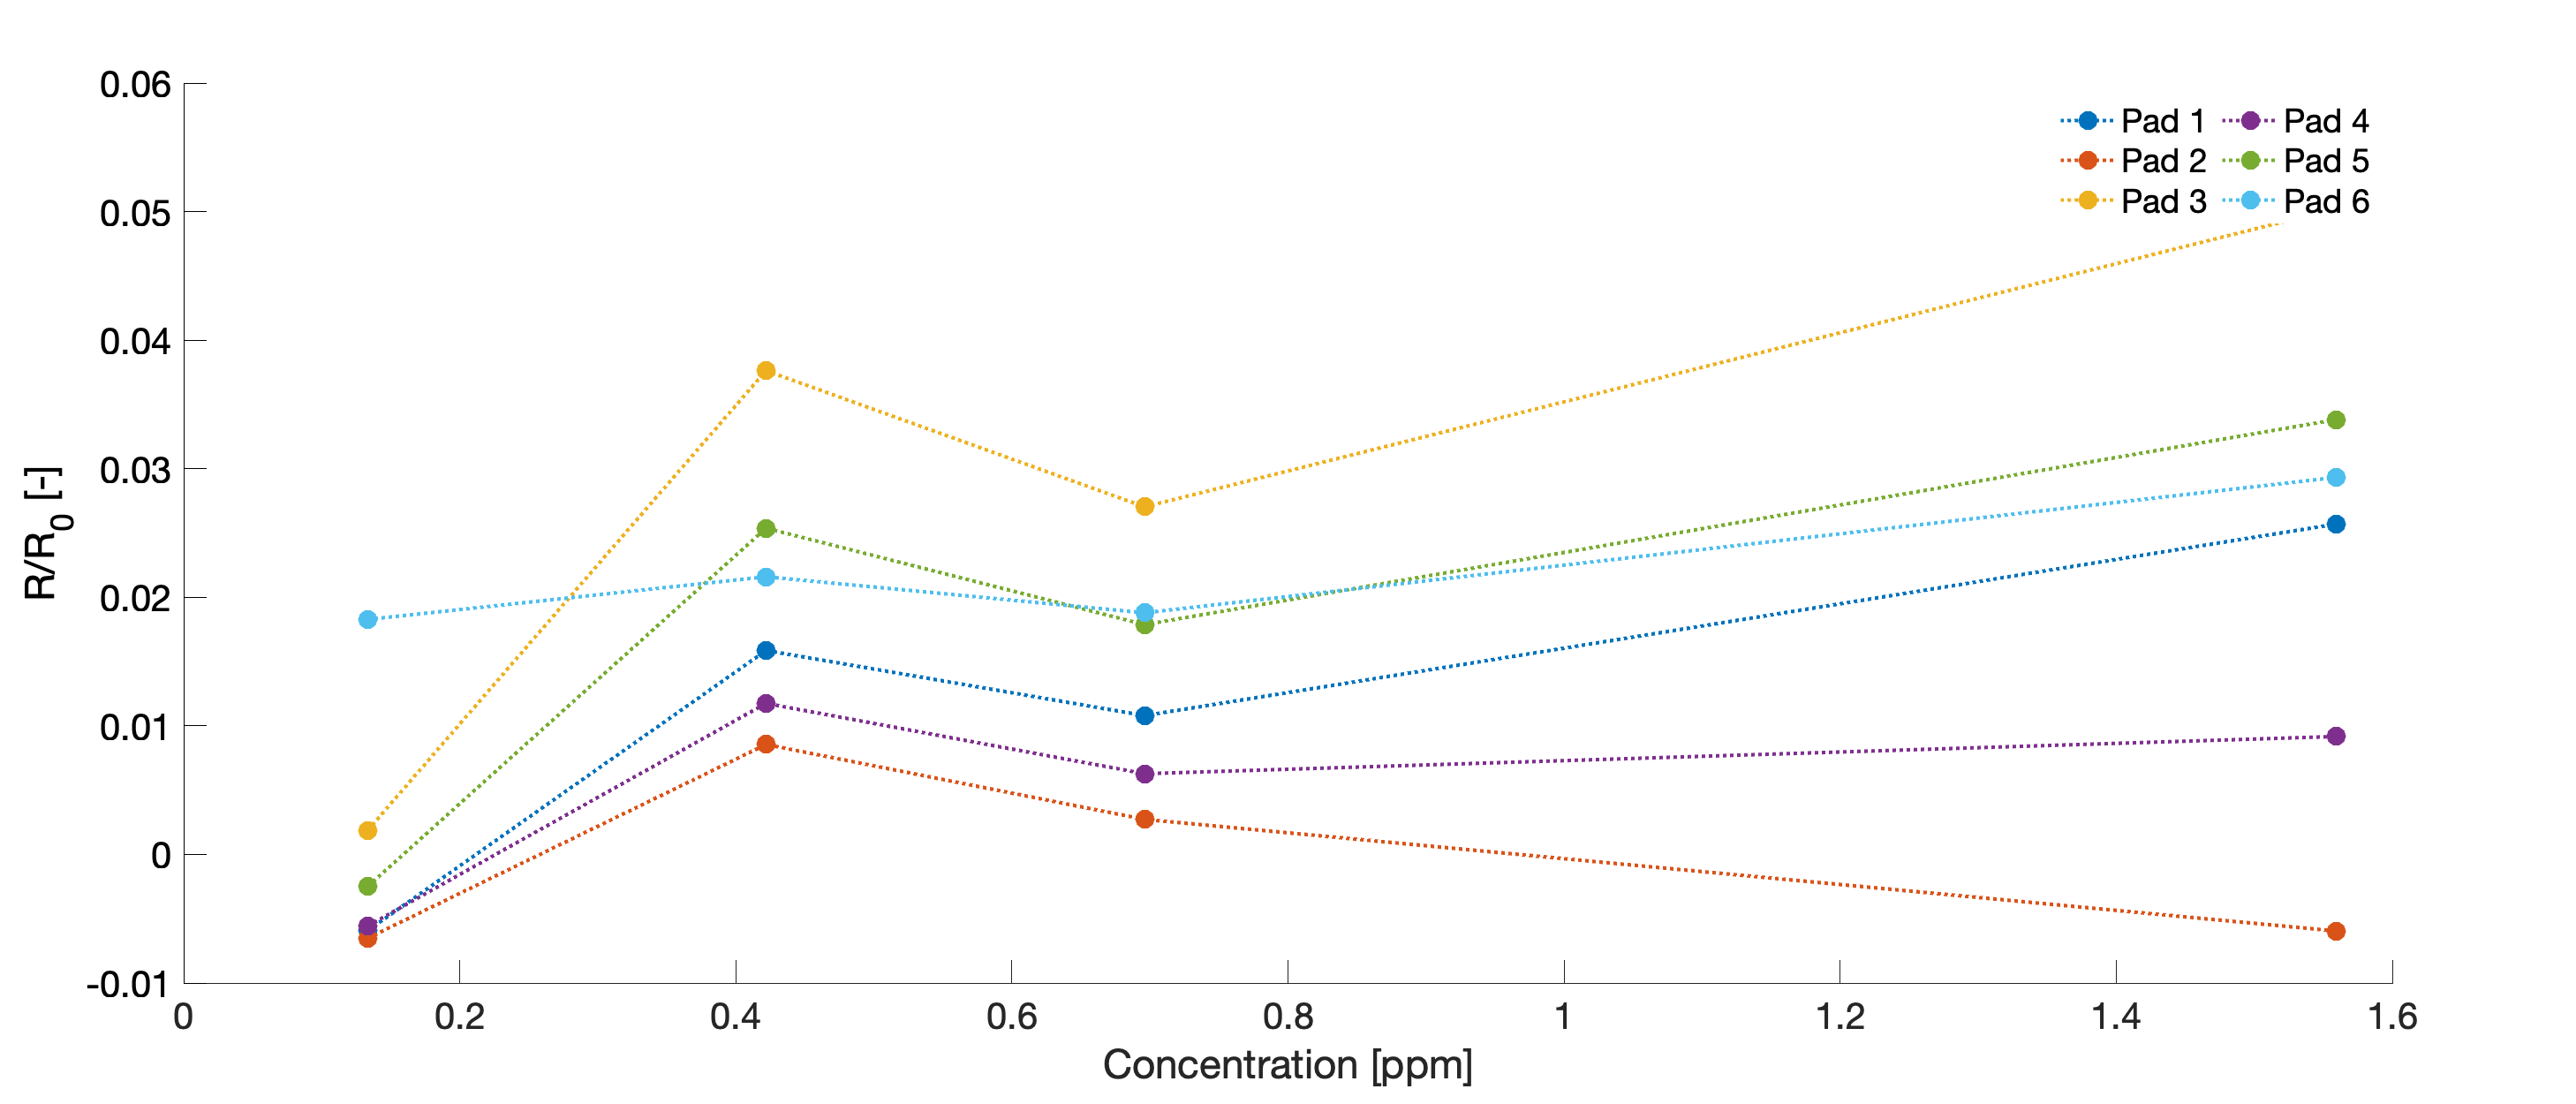 0.06
0.05
0.04
0.03
0.02
0.01
0
-0.01
R/R0 [-]
0 0.2 0.4 0.6 0.8 1 1.2 1.4 1.6
Concentration [ppm]
Pad 1 Pad 4
Pad 2 Pad 5
Pad 3 Pad 6